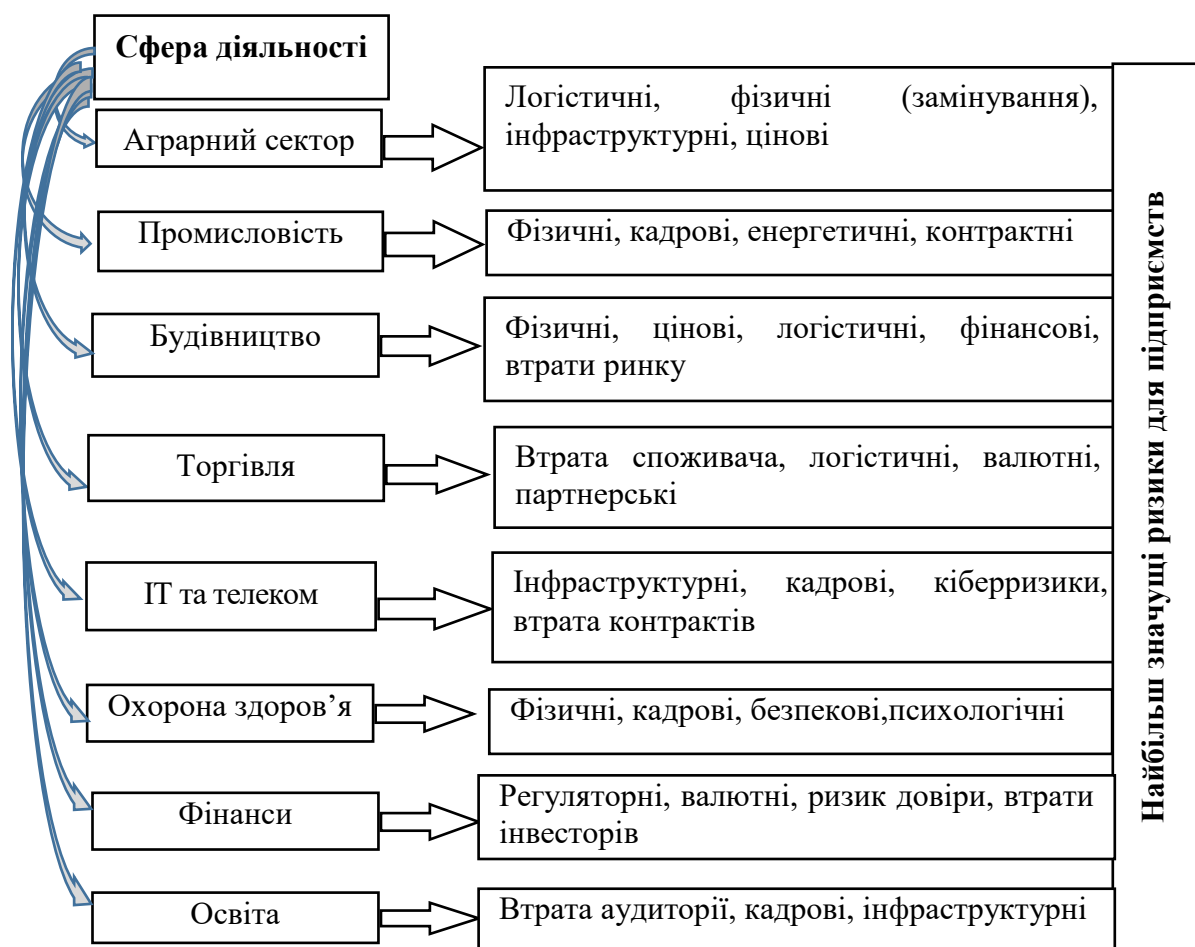 Сфера діяльності
Аграрний сектор
Логістичні, фізичні (замінування),
інфраструктурні, цінові
Промисловість
Фізичні, кадрові, енергетичні, контрактні
Будівництво
Фізичні, цінові, логістичні, фінансові,
втрати ринку
Торгівля
Втрата споживача, логістичні, валютні,
партнерські
ІТ та телеком
Інфраструктурні, кадрові, кіберризики,
втрата контрактів
Охорона здоров’я
Фізичні, кадрові, безпекові,психологічні
Фінанси
Регуляторні, валютні, ризик довіри, втрати
інвесторів
Освіта
Втрата аудиторії, кадрові, інфраструктурні
Найбільш значущі ризики для підприємств